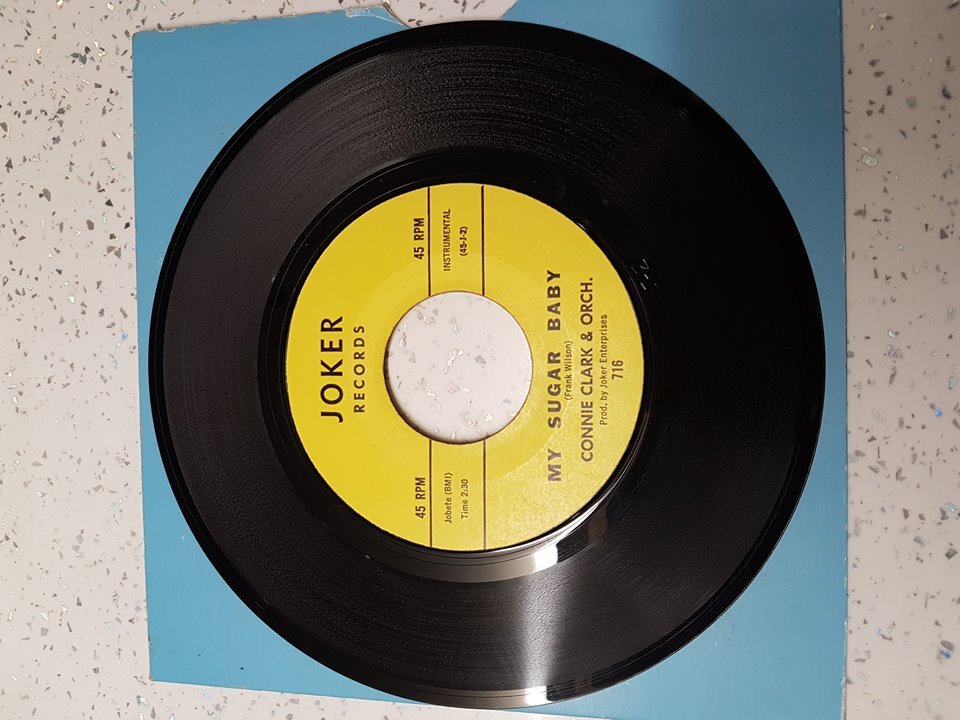 JOKER
RECORDS
45 RPM
45 RPM
Jobete (BMI)
Time 2:30
INSTRUMENTAL
(45-J-2)
MY SUGAR BABY
(Frank Wilson)
CONNIE CLARK & ORCH.
Prod. by Joker Enterprises
716